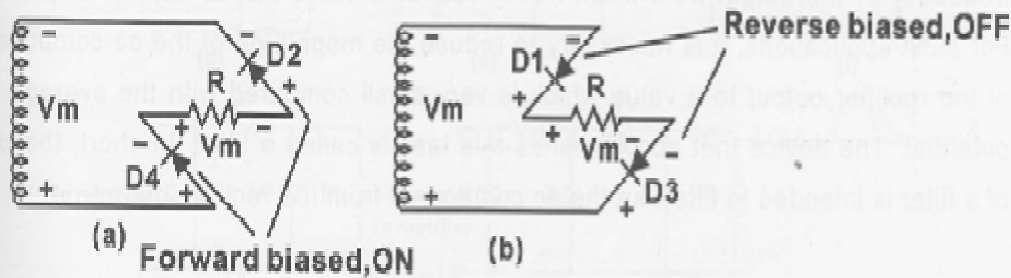 D2
R
Vm
Vm
D4
(a)
Forward biased,ON
Reverse biased,OFF
D1
R
Vm
Vm
D3
(b)